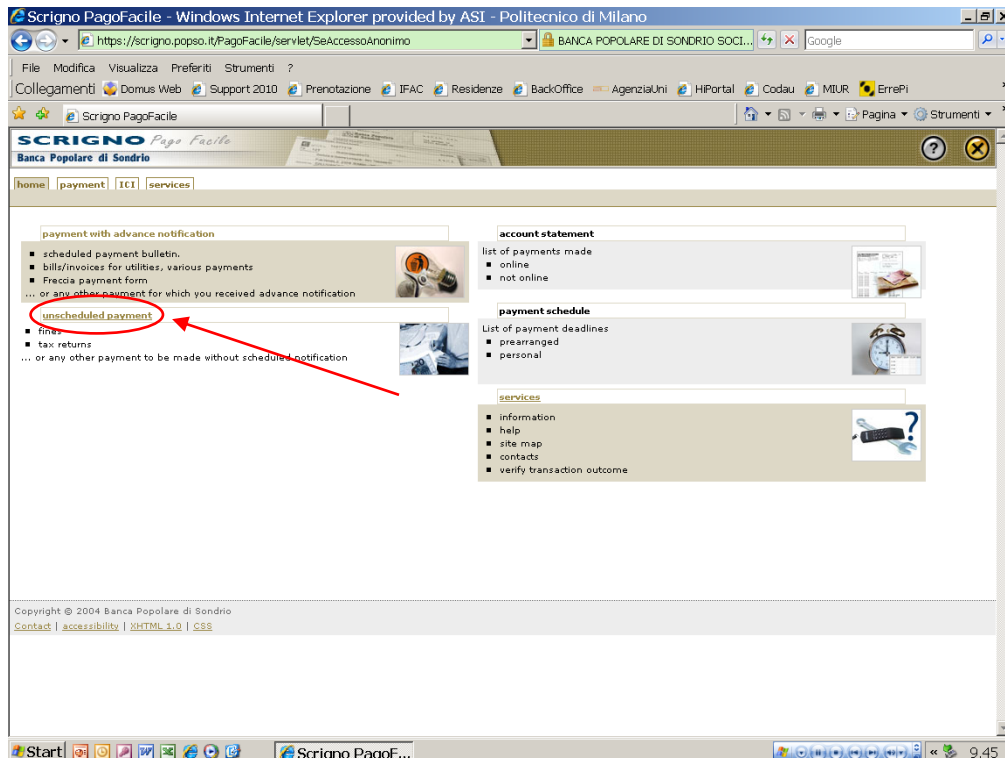 Scrigno PagoFacile - Windows Internet Explorer provided by ASI - Politecnico di Milano
https://scrigno.popso.it/PagoFacile/servlet/SeAccessoAnonimo
BANCA POPOLARE DI SONDRIO SOCI...
Google
File Modifica Visualizza Preferiti Strumenti ?
Collegamenti Domus Web Support 2010 Prenotazione IFAC Residenze BackOffice AgenziaUni HiPortal Codau MIUR ErrePi
Scrigno PagoFacile
Pagina Strumenti
SCRIGNO Pago Facile
Banca Popolare di Sondrio
home payment ICI services
payment with advance notification
scheduled payment bulletin.
bills/invoices for utilities, various payments
Freccia payment form
... or any other payment for which you received advance notification
unscheduled payment
fines
tax returns
... or any other payment to be made without scheduled notification
account statement
list of payments made
online
not online
payment schedule
List of payment deadlines
prearranged
personal
services
information
help
site map
contacts
verify transaction outcome
Copyright © 2004 Banca Popolare di Sondrio
Contact | accessibility | XHTML 1.0 | CSS
Start
Scrigno PagoF...
9.45